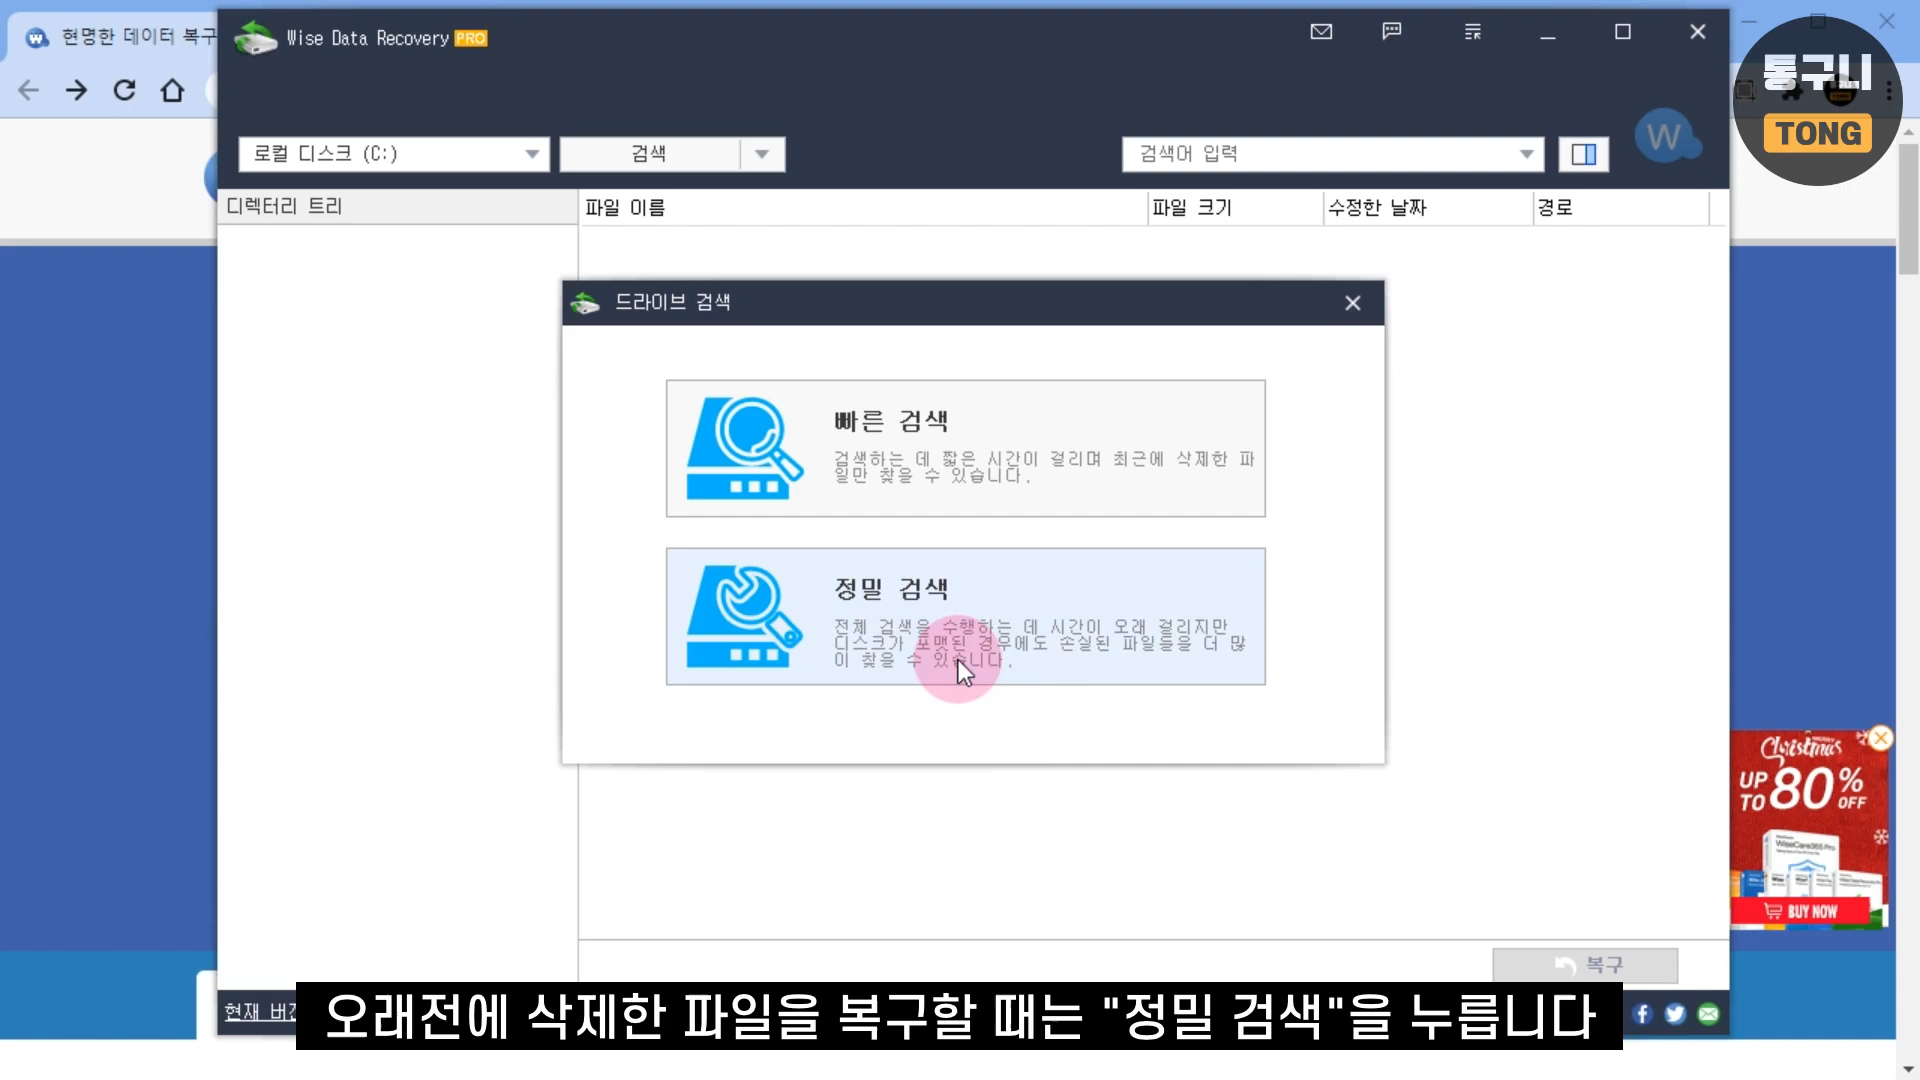 현명한 데이터 복구
Wise Data Recovery PRO
통구니
TONG
로컬 디스크 (C:)
검색
검색어 입력
W
디렉터리 트리
파일 이름
파일 크기
수정한 날짜
경로
드라이브 검색
빠른 검색
검색하는 데 짧은 시간이 걸리며 최근에 삭제한 파
일만 찾을 수 있습니다.
정밀 검색
전체 검색을 수행하는 데 시간이 오래 걸리지만
디스크가 포맷된 경우에도 손실된 파일들을 더 많
이 찾을 수 있습니다.
Christmas
UP TO 80% OFF
WiseCare365 Pro
BUY NOW
복구
현재 버전
오래전에 삭제한 파일을 복구할 때는 "정밀 검색"을 누릅니다